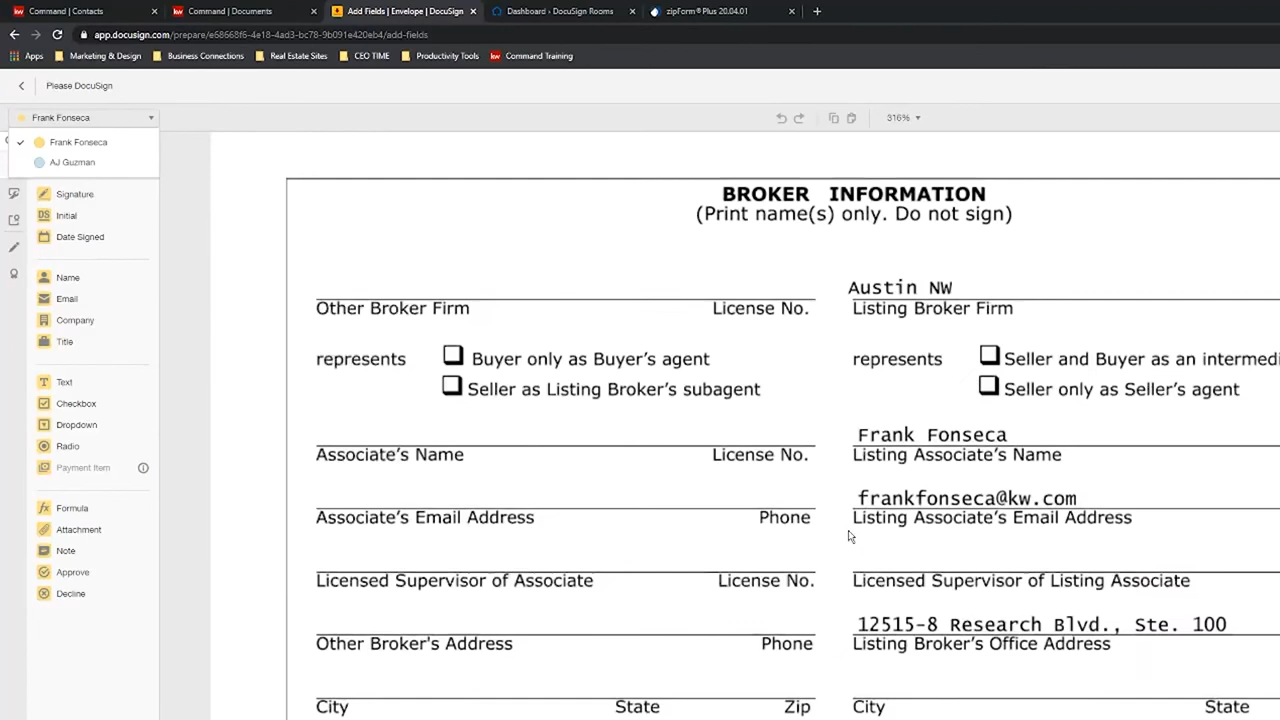 Command | Contacts
Command | Documents
Add Fields | Envelope | DocuSign
Dashboard › DocuSign Rooms
zipForm® Plus 20.04.01
app.docusign.com/prepare/e68668f6-4e18-4ad3-bc78-9b091e420eb4/add-fields
Apps Marketing & Design Business Connections Real Estate Sites CEO TIME Productivity Tools kw Command Training
Please DocuSign
Frank Fonseca
316%
Frank Fonseca
AJ Guzman
Signature
DS Initial
Date Signed
Name
Email
Company
Title
T Text
Checkbox
Dropdown
Radio
Payment Item
fx Formula
Attachment
Note
Approve
Decline
BROKER INFORMATION
(Print name(s) only. Do not sign)
Austin NW
Other Broker Firm License No. Listing Broker Firm
represents Buyer only as Buyer's agent represents Seller and Buyer as an intermedi
Seller as Listing Broker's subagent Seller only as Seller's agent
Frank Fonseca
Associate's Name License No. Listing Associate's Name
frankfonseca@kw.com
Associate's Email Address Phone Listing Associate's Email Address
Licensed Supervisor of Associate License No. Licensed Supervisor of Listing Associate
12515-8 Research Blvd., Ste. 100
Other Broker's Address Phone Listing Broker's Office Address
City State Zip City State